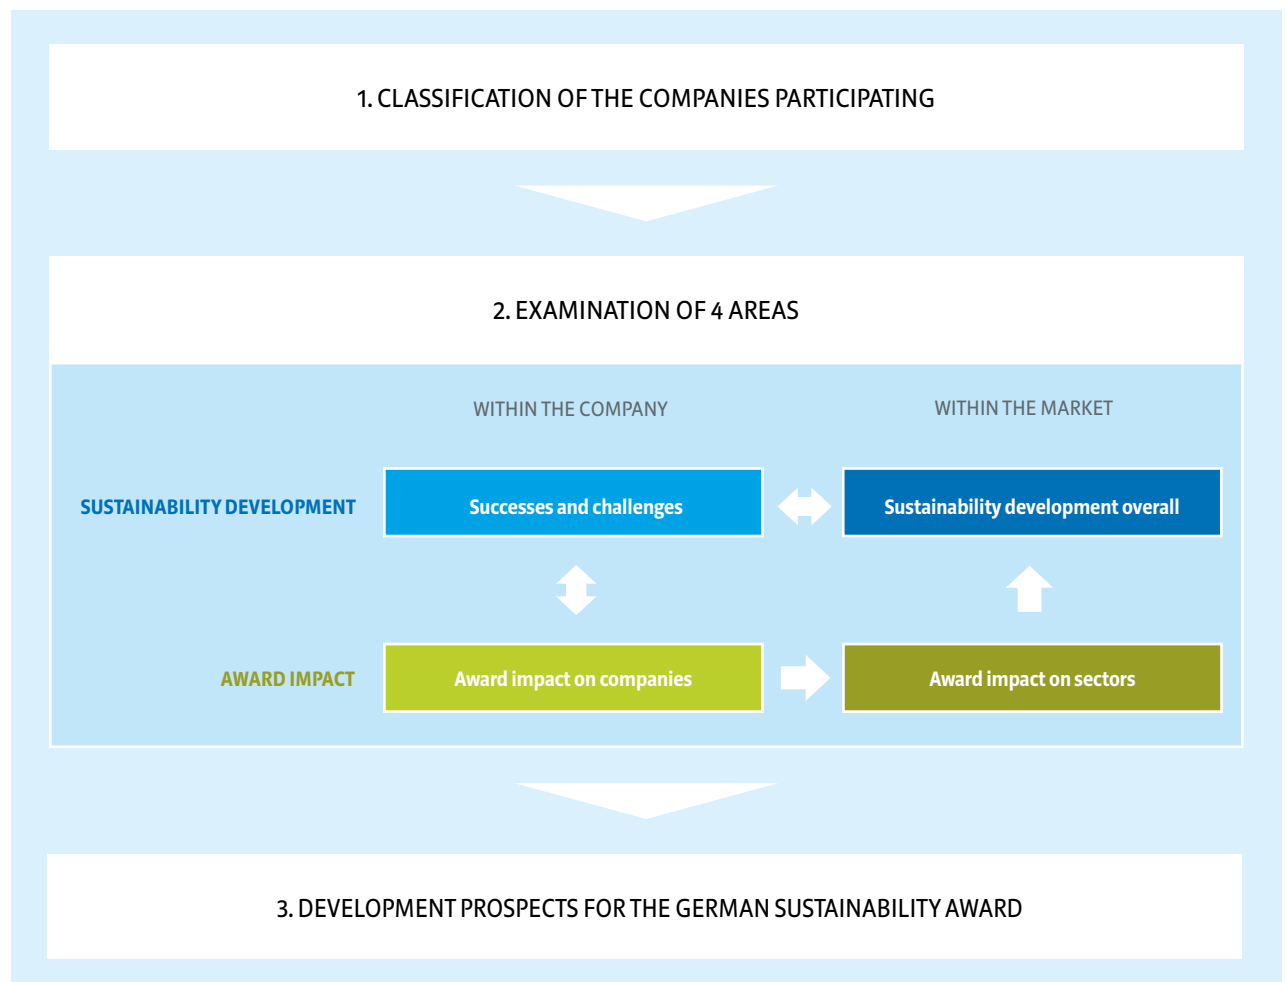 1. CLASSIFICATION OF THE COMPANIES PARTICIPATING
2. EXAMINATION OF 4 AREAS
WITHIN THE COMPANY
WITHIN THE MARKET
SUSTAINABILITY DEVELOPMENT
Successes and challenges
Sustainability development overall
AWARD IMPACT
Award impact on companies
Award impact on sectors
3. DEVELOPMENT PROSPECTS FOR THE GERMAN SUSTAINABILITY AWARD